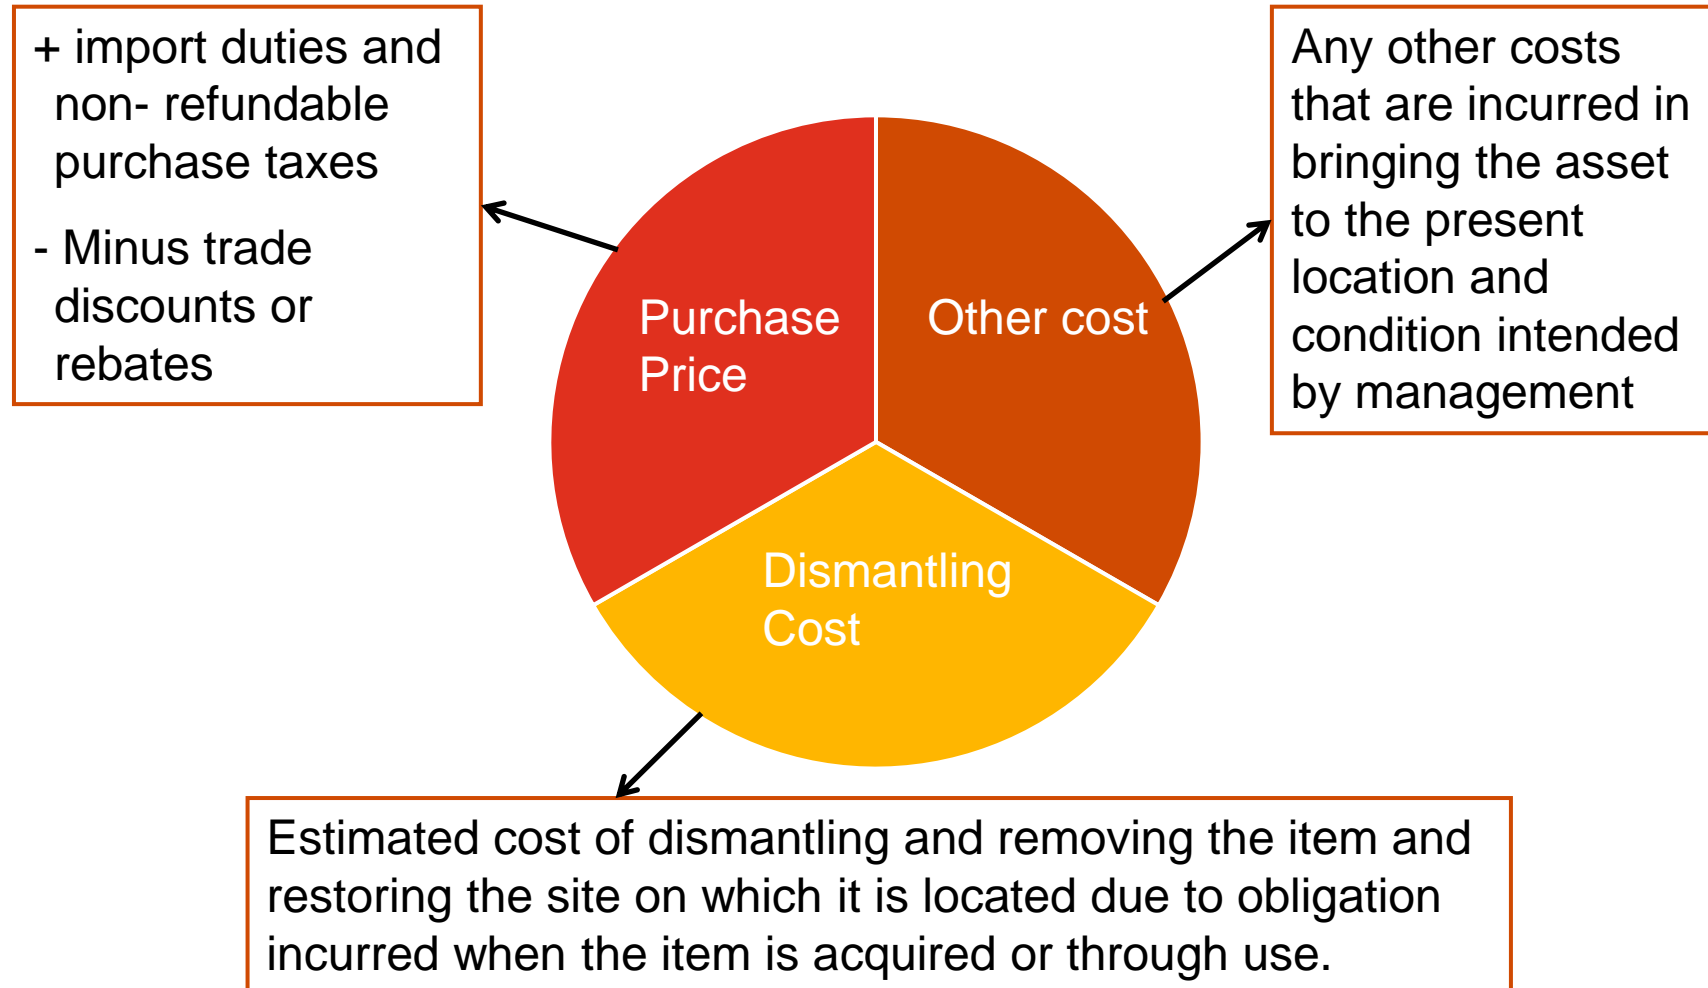 + import duties and
non- refundable
purchase taxes
- Minus trade
discounts or
rebates
Purchase
Price
Other cost
Any other costs
that are incurred in
bringing the asset
to the present
location and
condition intended
by management
Dismantling
Cost
Estimated cost of dismantling and removing the item and
restoring the site on which it is located due to obligation
incurred when the item is acquired or through use.